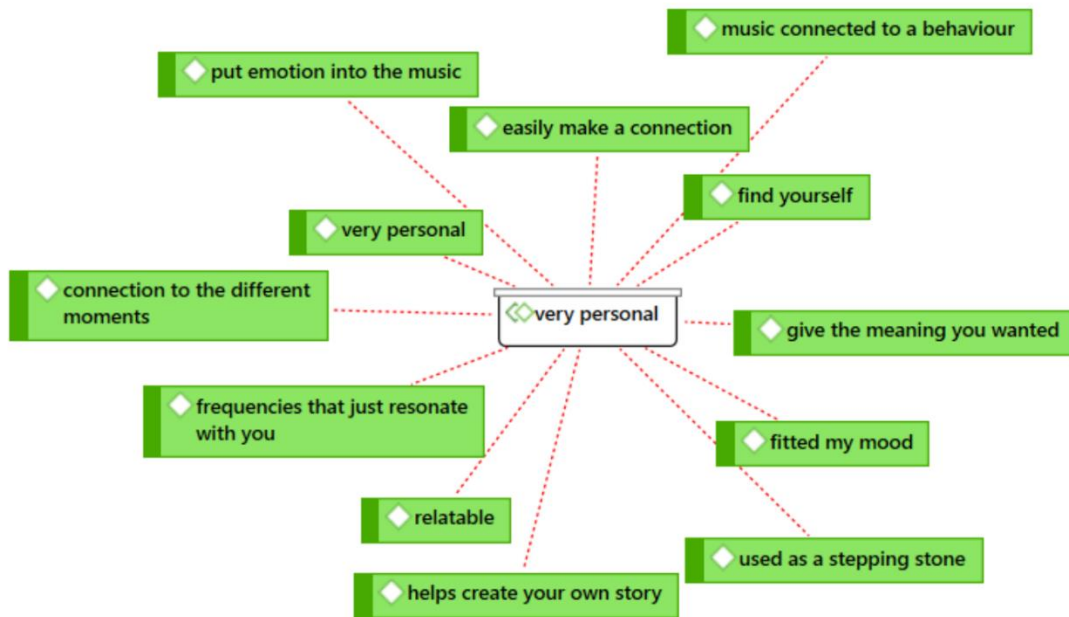 music connected to a behaviour
put emotion into the music
easily make a connection
find yourself
very personal
connection to the different
moments
very personal
give the meaning you wanted
frequencies that just resonate
with you
fitted my mood
relatable
used as a stepping stone
helps create your own story